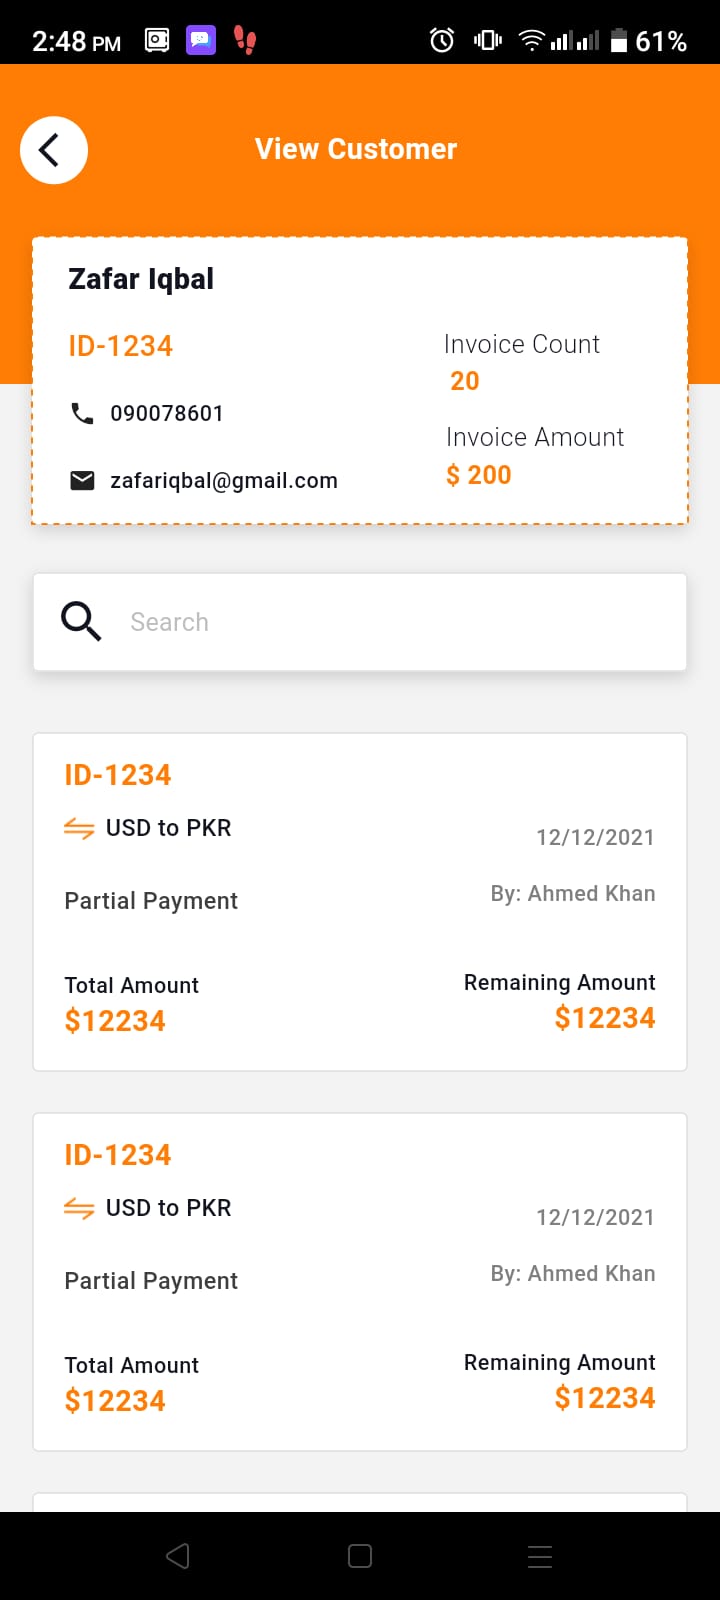 2:48 PM
61%
View Customer
Zafar Iqbal
ID-1234
090078601
zafariqbal@gmail.com
Invoice Count
20
Invoice Amount
$ 200
Search
ID-1234
USD to PKR
12/12/2021
Partial Payment
By: Ahmed Khan
Total Amount
$12234
Remaining Amount
$12234
ID-1234
USD to PKR
12/12/2021
Partial Payment
By: Ahmed Khan
Total Amount
$12234
Remaining Amount
$12234